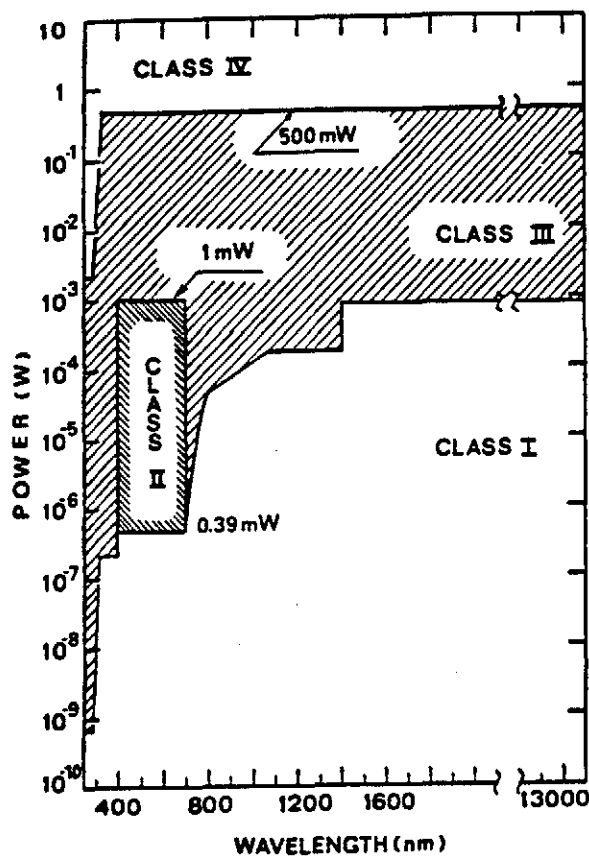 10
CLASS IV
1
500 mW
10-1
10-2
CLASS III
1 mW
10-3
10-4
CLASS II
10-5
CLASS I
10-6
0.39 mW
10-7
10-8
10-9
10-10
POWER (W)
400 800 1200 1600 13000
WAVELENGTH (nm)